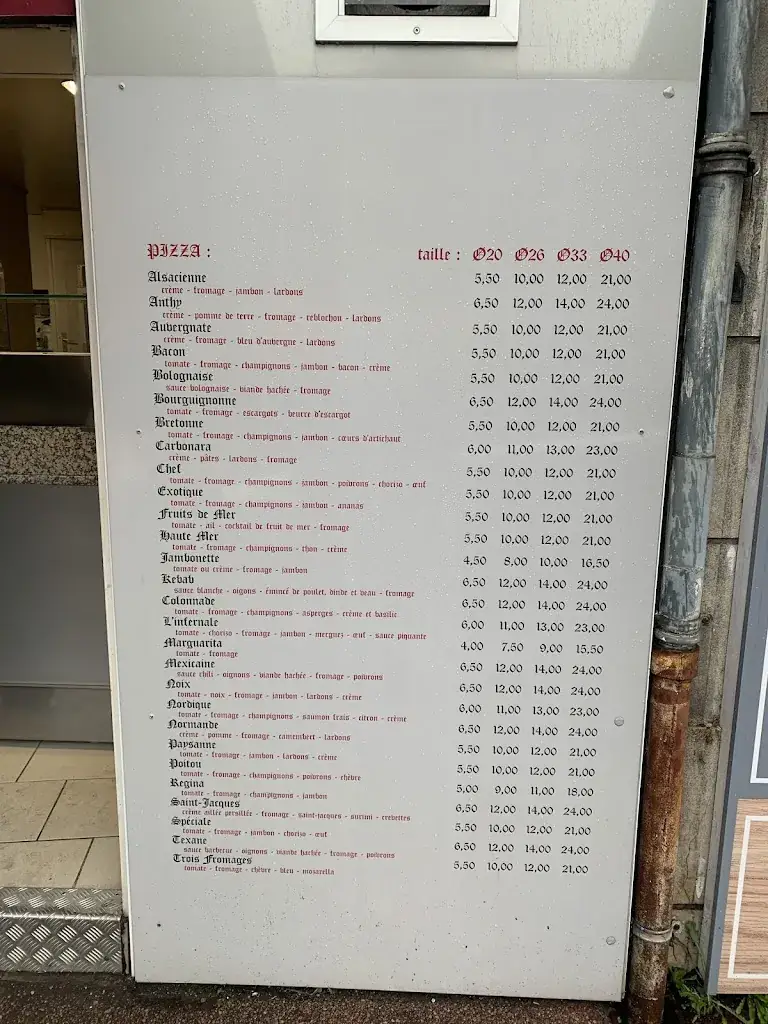 PIZZA : taille : Ø20 Ø26 Ø33 Ø40
Alsacienne 5,50 10,00 12,00 21,00
crème - fromage - jambon - lardons
Anthy 6,50 12,00 14,00 24,00
crème - pomme de terre - fromage - reblochon - lardons
Aubergnate 5,50 10,00 12,00 21,00
crème - fromage - bleu d'aubergne - lardons
Bacon 5,50 10,00 12,00 21,00
tomate - fromage - champignons - jambon - bacon - crème
Bolognaise 5,50 10,00 12,00 21,00
sauce bolognaise - viande hachée - fromage
Bourguignonne 6,50 12,00 14,00 24,00
tomate - fromage - escargots - beurre d'escargot
Bretonne 5,50 10,00 12,00 21,00
tomate - fromage - champignons - jambon - cœurs d'artichaut
Carbonara 6,00 11,00 13,00 23,00
crème - pâtes - lardons - fromage
Chef 5,50 10,00 12,00 21,00
tomate - fromage - champignons - jambon - poivrons - chorizo - œuf
Exotique 5,50 10,00 12,00 21,00
tomate - fromage - champignons - jambon - ananas
Fruits de Mer 5,50 10,00 12,00 21,00
tomate - ail - cocktail de fruit de mer - fromage
Haute Mer 5,50 10,00 12,00 21,00
tomate - fromage - champignons - thon - crème
Jambonette 4,50 8,00 10,00 16,50
tomate ou crème - fromage - jambon
Kebab 6,50 12,00 14,00 24,00
sauce blanche - oigons - émincé de poulet, dinde et veau - fromage
Colonnade 6,50 12,00 14,00 24,00
tomate - fromage - champignons - asperges - crème et basilic
L'infernale 6,00 11,00 13,00 23,00
tomate - chorizo - fromage - jambon - merguez - œuf - sauce piquante
Marguarita 4,00 7,50 9,00 15,50
tomate - fromage
Mexicaine 6,50 12,00 14,00 24,00
sauce chili - oignons - viande hachée - fromage - poivrons
Noix 6,50 12,00 14,00 24,00
tomate - noix - fromage - jambon - lardons - crème
Nordique 6,00 11,00 13,00 23,00
tomate - fromage - champignons - saumon frais - citron - crème
Normande 6,50 12,00 14,00 24,00
crème - pomme - fromage - camembert - lardons
Paysanne 5,50 10,00 12,00 21,00
tomate - fromage - jambon - lardons - crème
Poitou 5,50 10,00 12,00 21,00
tomate - fromage - champignons - poivrons - chèvre
Regina 5,00 9,00 11,00 18,00
tomate - fromage - champignons - jambon
Saint-Jacques 6,50 12,00 14,00 24,00
crème aillée persillée - fromage - saint-jacques - surimi - crevettes
Spéciale 5,50 10,00 12,00 21,00
tomate - fromage - jambon - chorizo - œuf
Texane 6,50 12,00 14,00 24,00
sauce barbecue - oignons - viande hachée - fromage - poivrons
Trois Fromages 5,50 10,00 12,00 21,00
tomate - fromage - chèvre - bleu - mozarella